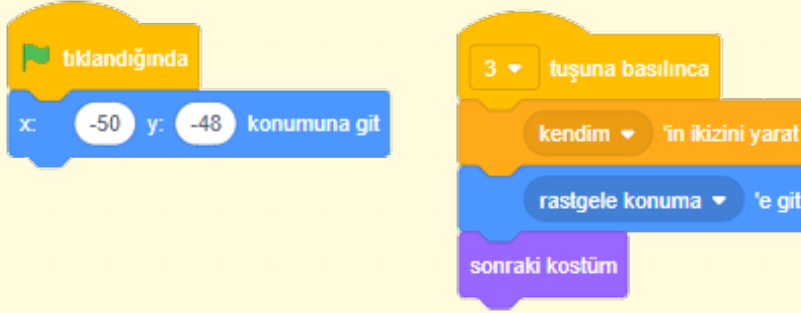 tıklandığında
x: -50 y: -48 konumuna git
3 tuşuna basılınca
kendim 'in ikizini yarat
rastgele konuma 'e git
sonraki kostüm